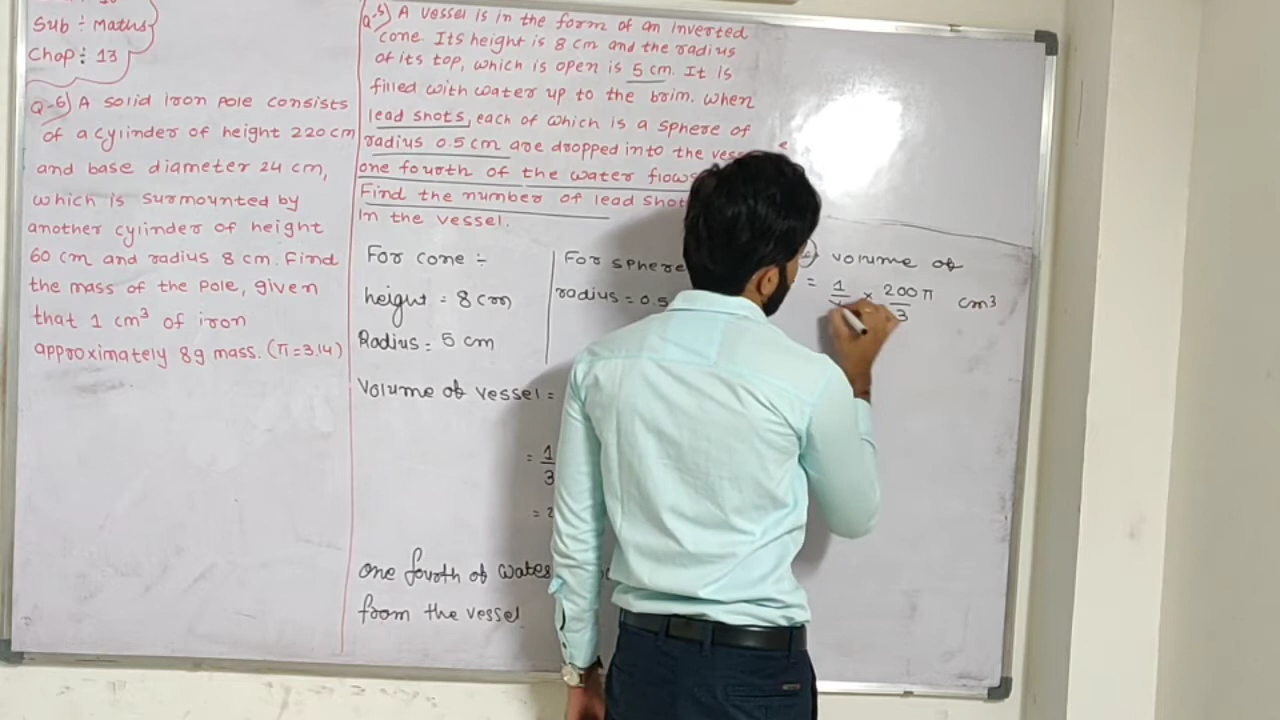 Sub ÷ Maths
Chap ÷ 13
Q-6) A solid iron pole consists
of a cylinder of height 220 cm
and base diameter 24 cm,
which is surmounted by
another cylinder of height
60 cm and radius 8 cm. Find
the mass of the pole, given
that 1 cm³ of iron
approximately 8g mass. (π=3.14)
Q-5) A vessel is in the form of an inverted
cone. Its height is 8 cm and the radius
of its top, which is open is 5 cm. It is
filled with water up to the brim. When
lead shots, each of which is a sphere of
radius 0.5 cm are dropped into the
one fourth of the water flows
Find the number of lead
in the vessel.
For cone ÷
height = 8 cm
Radius = 5 cm
For sphere
radius = 0.5
Volume of vessel =
= 1/3
=
one fourth of water
from the vessel
volume of
= 1/ × 200π/3 cm³